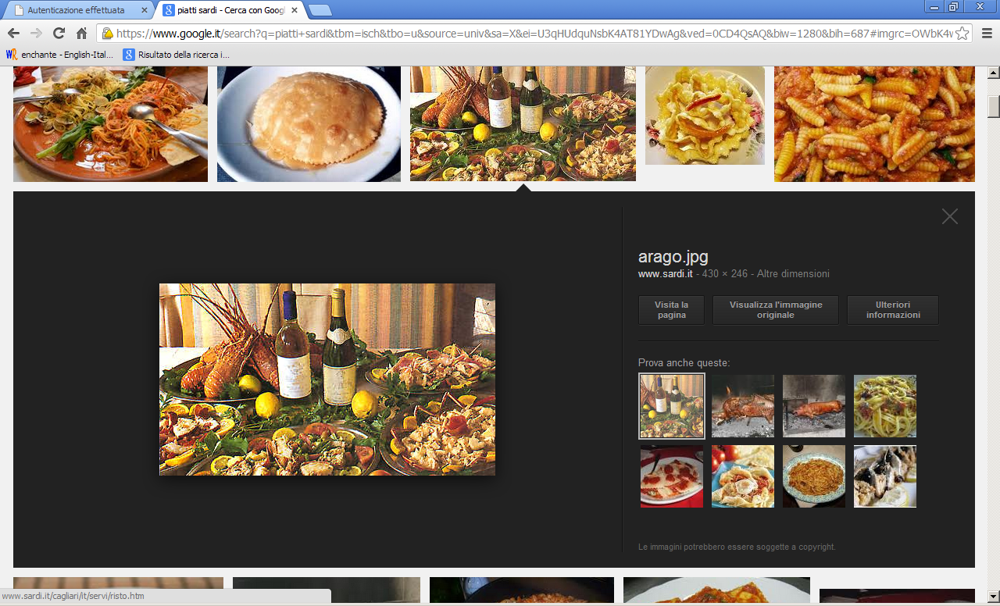 Autenticazione effettuata
piatti sardi - Cerca con Googl
https://www.google.it/search?q=piatti+sardi&tbm=isch&tbo=u&source=univ&sa=X&ei=U3qHUdquNsbK4AT81YDwAg&ved=0CD4QsAQ&biw=1280&bih=687#imgrc=OWbK4w
enchante - English-Ital...
Risultato della ricerca i...
arago.jpg
www.sardi.it - 430 × 246 - Altre dimensioni
Visita la pagina
Visualizza l'immagine originale
Ulteriori informazioni
Prova anche queste:
Le immagini potrebbero essere soggette a copyright.
www.sardi.it/cagliari/it/servi/risto.htm